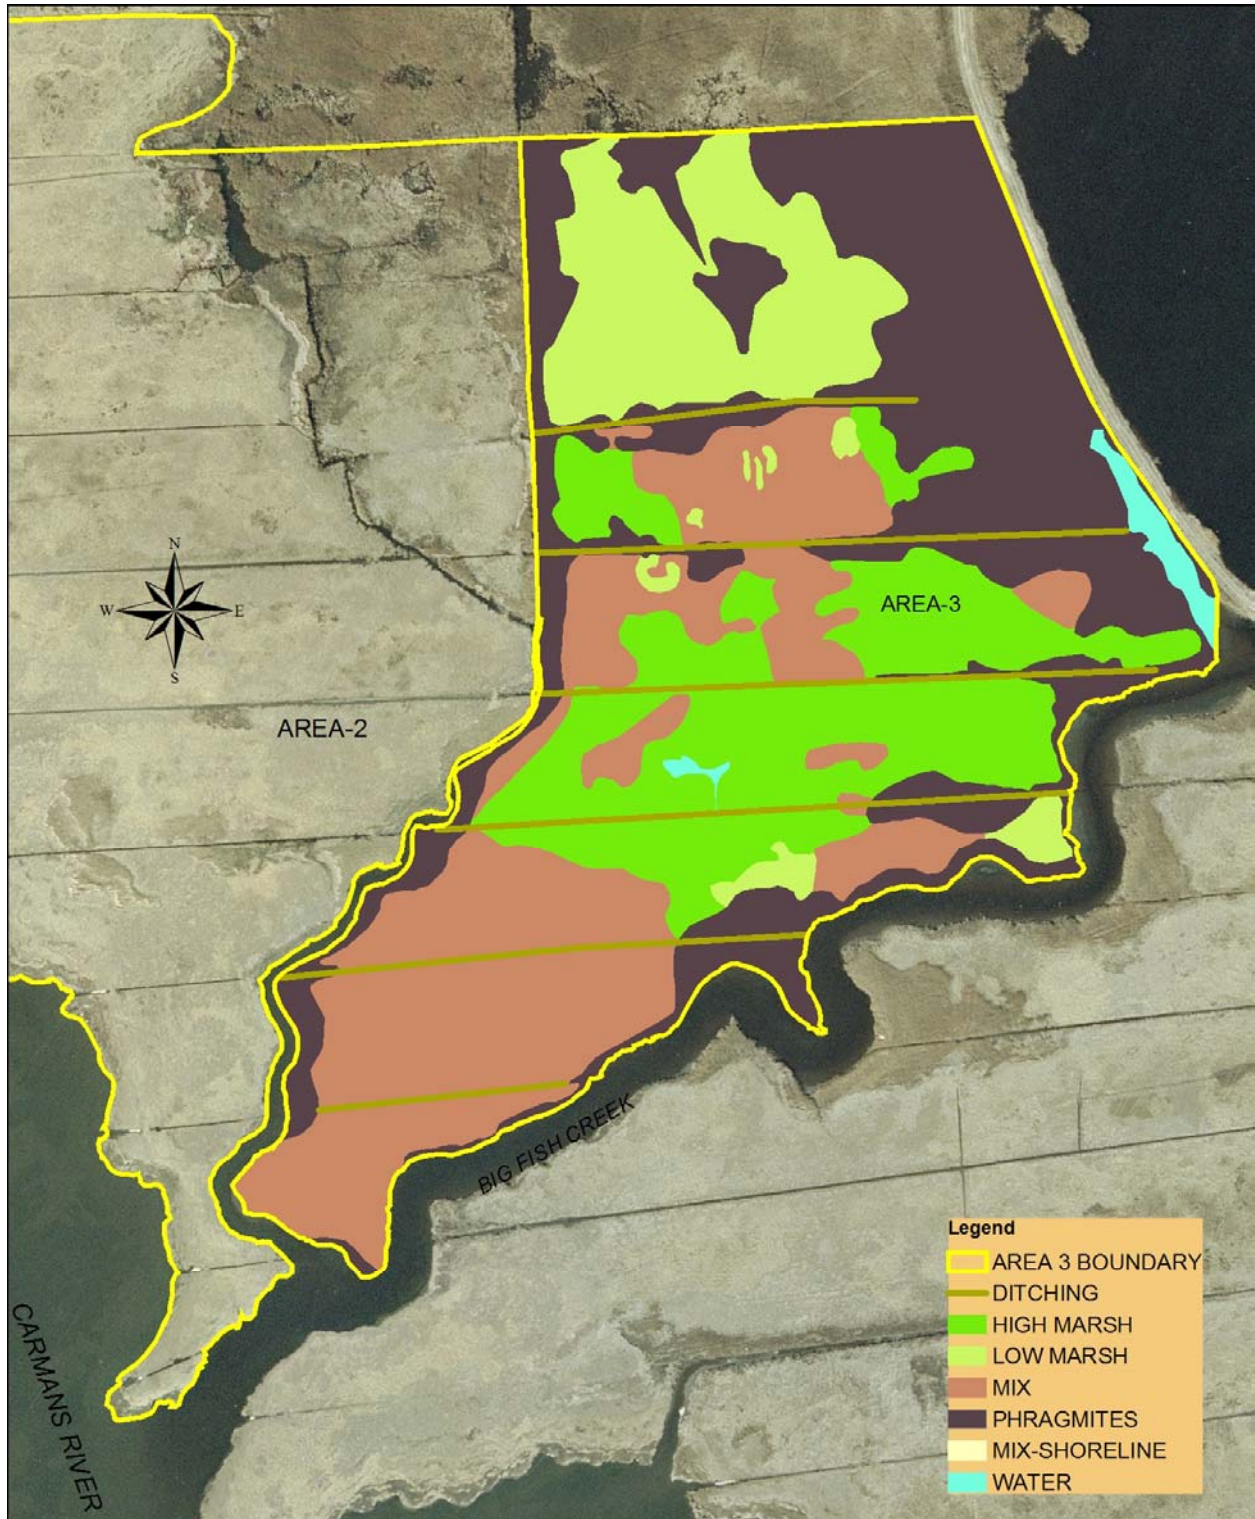 N
W
E
S
AREA-3
AREA-2
BIG FISH CREEK
CARMANS RIVER
Legend
AREA 3 BOUNDARY
DITCHING
HIGH MARSH
LOW MARSH
MIX
PHRAGMITES
MIX-SHORELINE
WATER